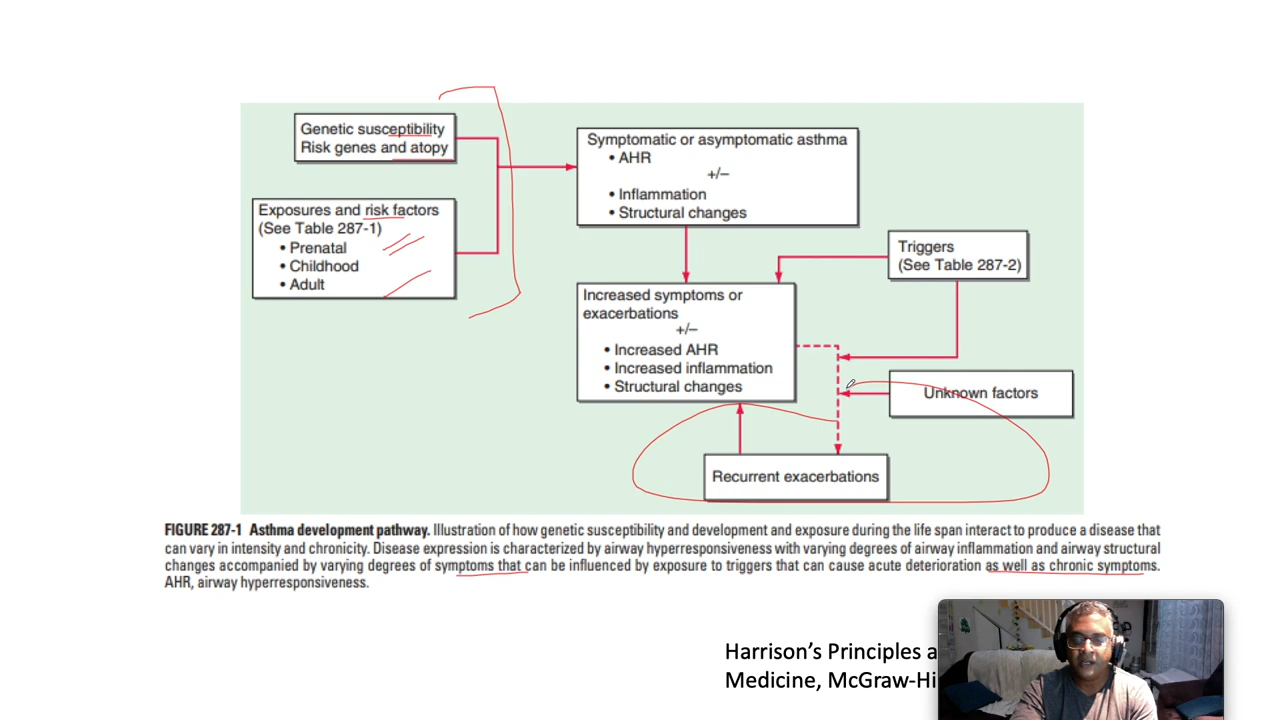 Genetic susceptibility
Risk genes and atopy
Exposures and risk factors
(See Table 287-1)
• Prenatal
• Childhood
• Adult
Symptomatic or asymptomatic asthma
• AHR
+/–
• Inflammation
• Structural changes
Triggers
(See Table 287-2)
Increased symptoms or
exacerbations
+/–
• Increased AHR
• Increased inflammation
• Structural changes
Unknown factors
Recurrent exacerbations
FIGURE 287-1 Asthma development pathway. Illustration of how genetic susceptibility and development and exposure during the life span interact to produce a disease that
can vary in intensity and chronicity. Disease expression is characterized by airway hyperresponsiveness with varying degrees of airway inflammation and airway structural
changes accompanied by varying degrees of symptoms that can be influenced by exposure to triggers that can cause acute deterioration as well as chronic symptoms.
AHR, airway hyperresponsiveness.
Harrison's Principles a
Medicine, McGraw-Hi